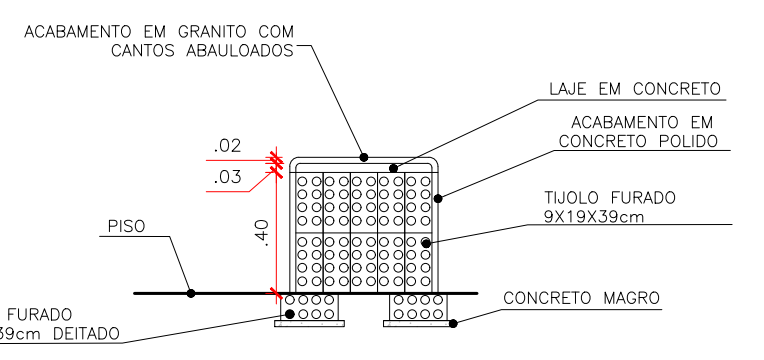 ACABAMENTO EM GRANITO COM
CANTOS ABAULOADOS
LAJE EM CONCRETO
ACABAMENTO EM
CONCRETO POLIDO
.02
.03
.40
TIJOLO FURADO
9X19X39cm
PISO
CONCRETO MAGRO
FURADO
39cm DEITADO